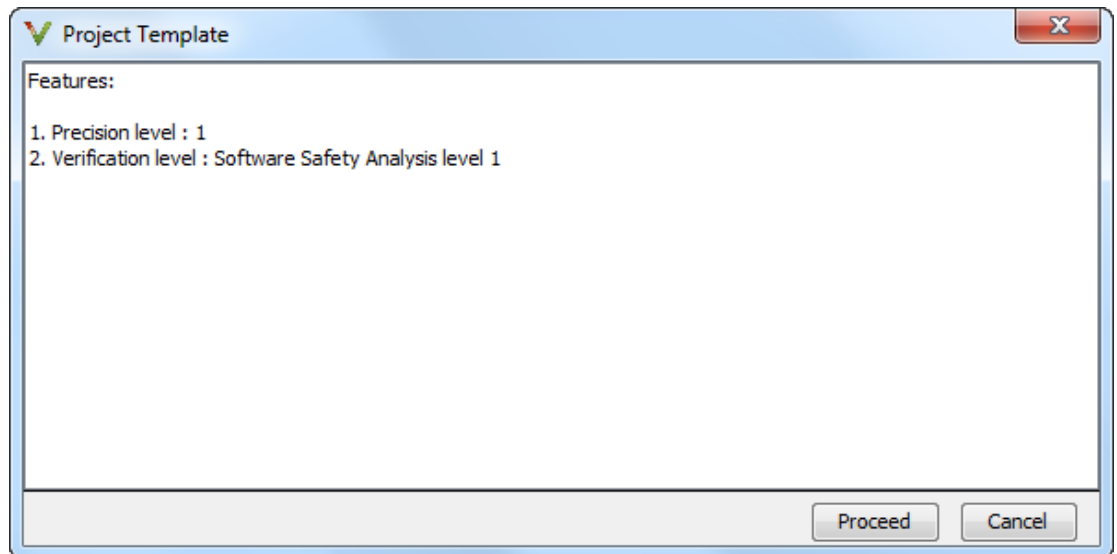 Project Template
Features:
1. Precision level : 1
2. Verification level : Software Safety Analysis level 1
Proceed
Cancel